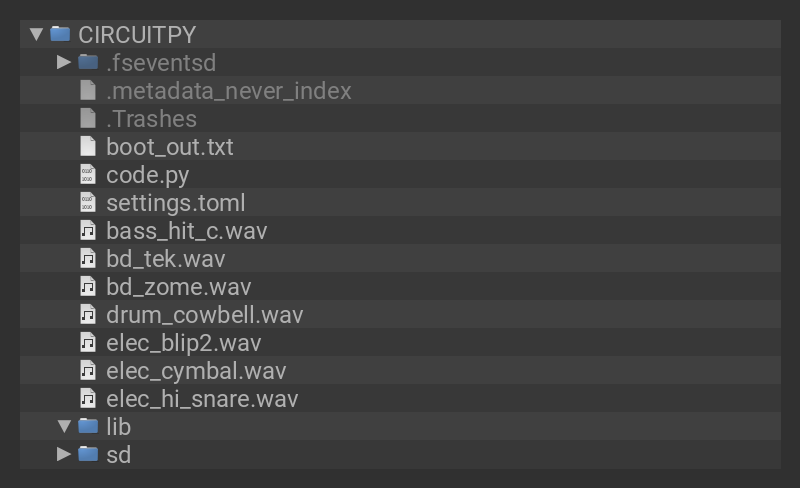 CIRCUITPY
.fseventsd
.metadata_never_index
.Trashes
boot_out.txt
code.py
settings.toml
bass_hit_c.wav
bd_tek.wav
bd_zome.wav
drum_cowbell.wav
elec_blip2.wav
elec_cymbal.wav
elec_hi_snare.wav
lib
sd